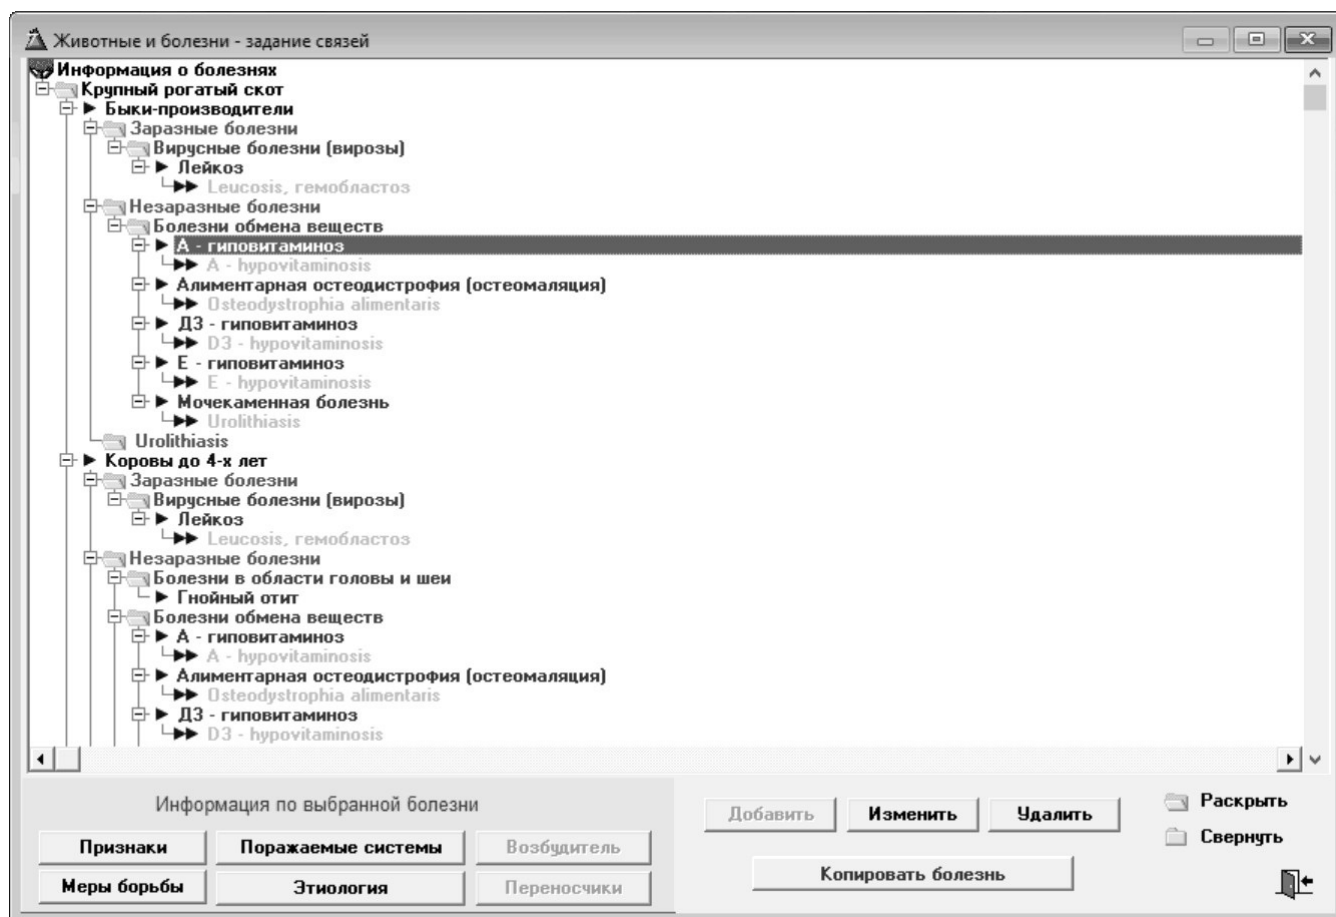 Животные и болезни - задание связей
Информация о болезнях
Крупный рогатый скот
Быки-производители
Заразные болезни
Вирусные болезни (вирозы)
Лейкоз
Leucosis, гемобластоз
Незаразные болезни
Болезни обмена веществ
А - гиповитаминоз
A - hypovitaminosis
Алиментарная остеодистрофия (остеомаляция)
Osteodystrophia alimentaris
Д3 - гиповитаминоз
D3 - hypovitaminosis
Е - гиповитаминоз
E - hypovitaminosis
Мочекаменная болезнь
Urolithiasis
Urolithiasis
Коровы до 4-х лет
Заразные болезни
Вирусные болезни (вирозы)
Лейкоз
Leucosis, гемобластоз
Незаразные болезни
Болезни в области головы и шеи
Гнойный отит
Болезни обмена веществ
А - гиповитаминоз
A - hypovitaminosis
Алиментарная остеодистрофия (остеомаляция)
Osteodystrophia alimentaris
Д3 - гиповитаминоз
D3 - hypovitaminosis
Информация по выбранной болезни
Признаки Поражаемые системы Возбудитель
Меры борьбы Этиология Переносчики
Добавить Изменить Удалить
Копировать болезнь
Раскрыть
Свернуть